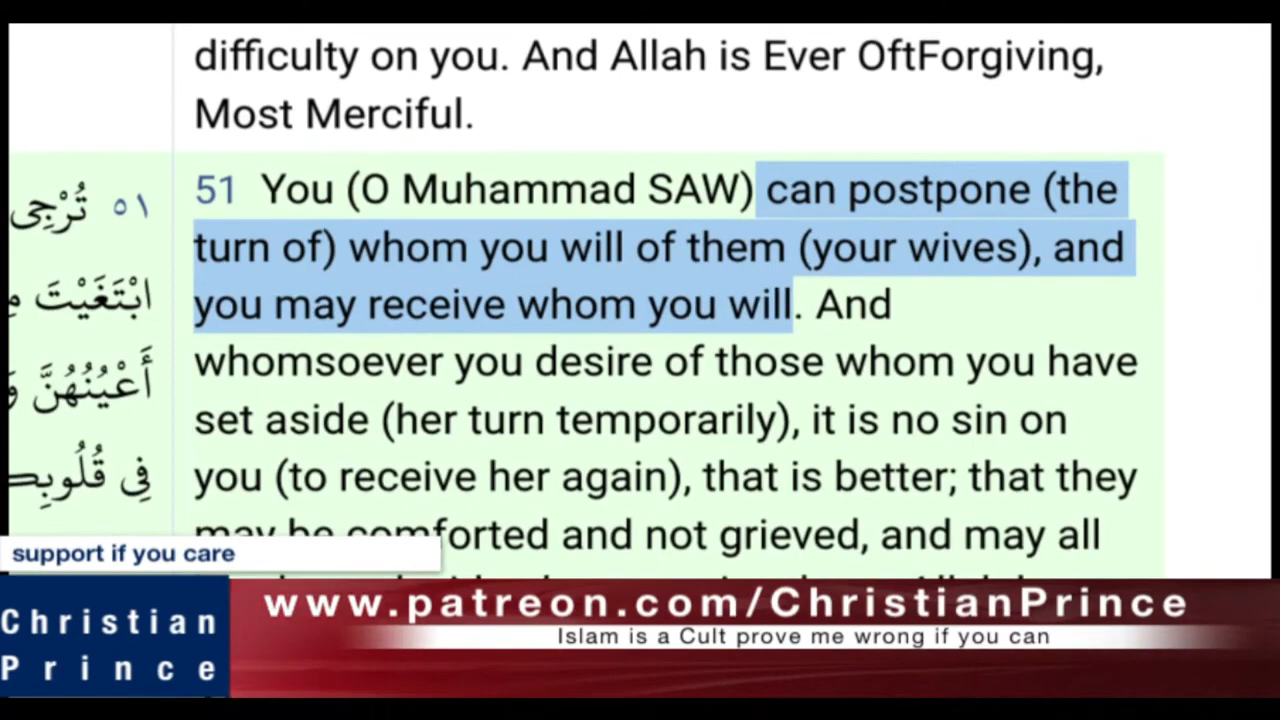 difficulty on you. And Allah is Ever OftForgiving,
Most Merciful.
51 You (O Muhammad SAW) can postpone (the
turn of) whom you will of them (your wives), and
you may receive whom you will. And
whomsoever you desire of those whom you have
set aside (her turn temporarily), it is no sin on
you (to receive her again), that is better; that they
may be comforted and not grieved, and may all
٥١ تُرْجِى
ابْتَغَيْتَ
أَعْيُنُهُنَّ
فِى
support if you care
Christian
Prince
www.patreon.com/ChristianPrince
Islam is a Cult prove me wrong if you can